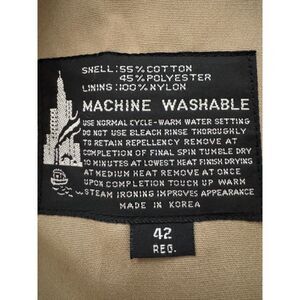 SHELL: 55% COTTON
45% POLYESTER
LINING: 100% NYLON
MACHINE WASHABLE
USE NORMAL CYCLE-WARM WATER SETTING
DO NOT USE BLEACH RINSE THOROUGHLY
TO RETAIN REPELLENCY REMOVE AT
COMPLETION OF FINAL SPIN TUMBLE DRY
10 MINUTES AT LOWEST HEAT FINISH DRYING
AT MEDIUM HEAT REMOVE AT ONCE
UPON COMPLETION TOUCH UP WARM
STEAM IRONING IMPROVES APPEARANCE
MADE IN KOREA
42
REG.